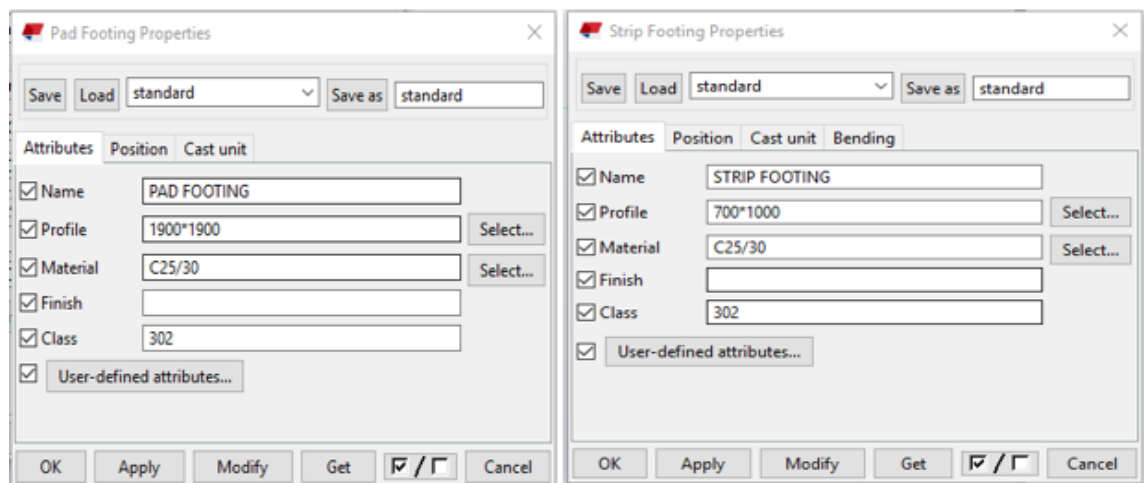 Pad Footing Properties
Save Load standard Save as standard
Attributes Position Cast unit
Name PAD FOOTING
Profile 1900*1900 Select...
Material C25/30 Select...
Finish
Class 302
User-defined attributes...
OK Apply Modify Get / Cancel
Strip Footing Properties
Save Load standard Save as standard
Attributes Position Cast unit Bending
Name STRIP FOOTING
Profile 700*1000 Select...
Material C25/30 Select...
Finish
Class 302
User-defined attributes...
OK Apply Modify Get / Cancel